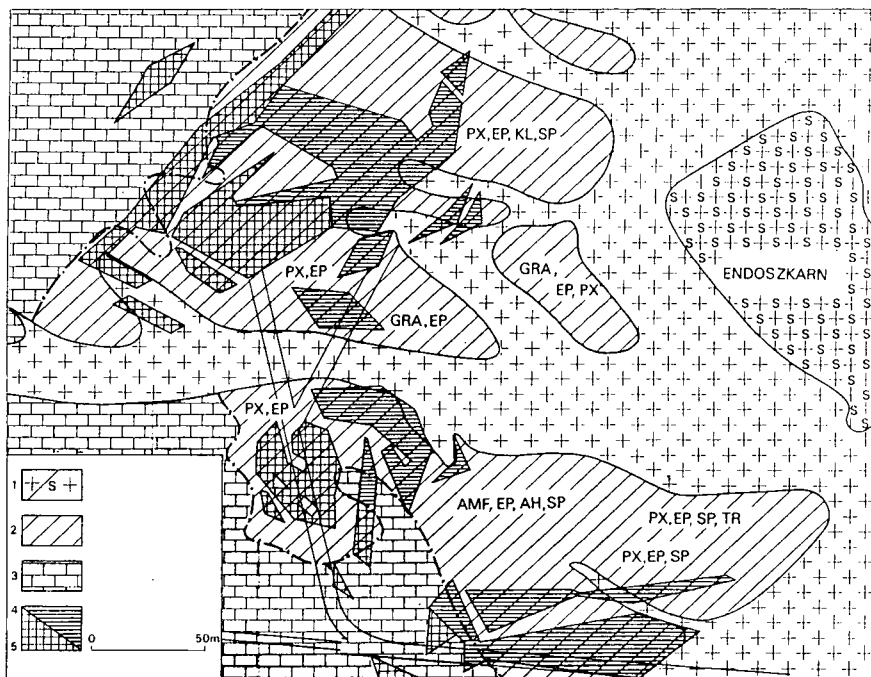 PX, EP, KL, SP
PX, EP
GRA, EP
GRA,
EP, PX
ENDOSZKARN
PX, EP
AMF, EP, AH, SP
PX, EP, SP, TR
PX, EP, SP
1
S
2
3
4
5
0
50m